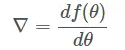 ∇ = df(θ)/dθ